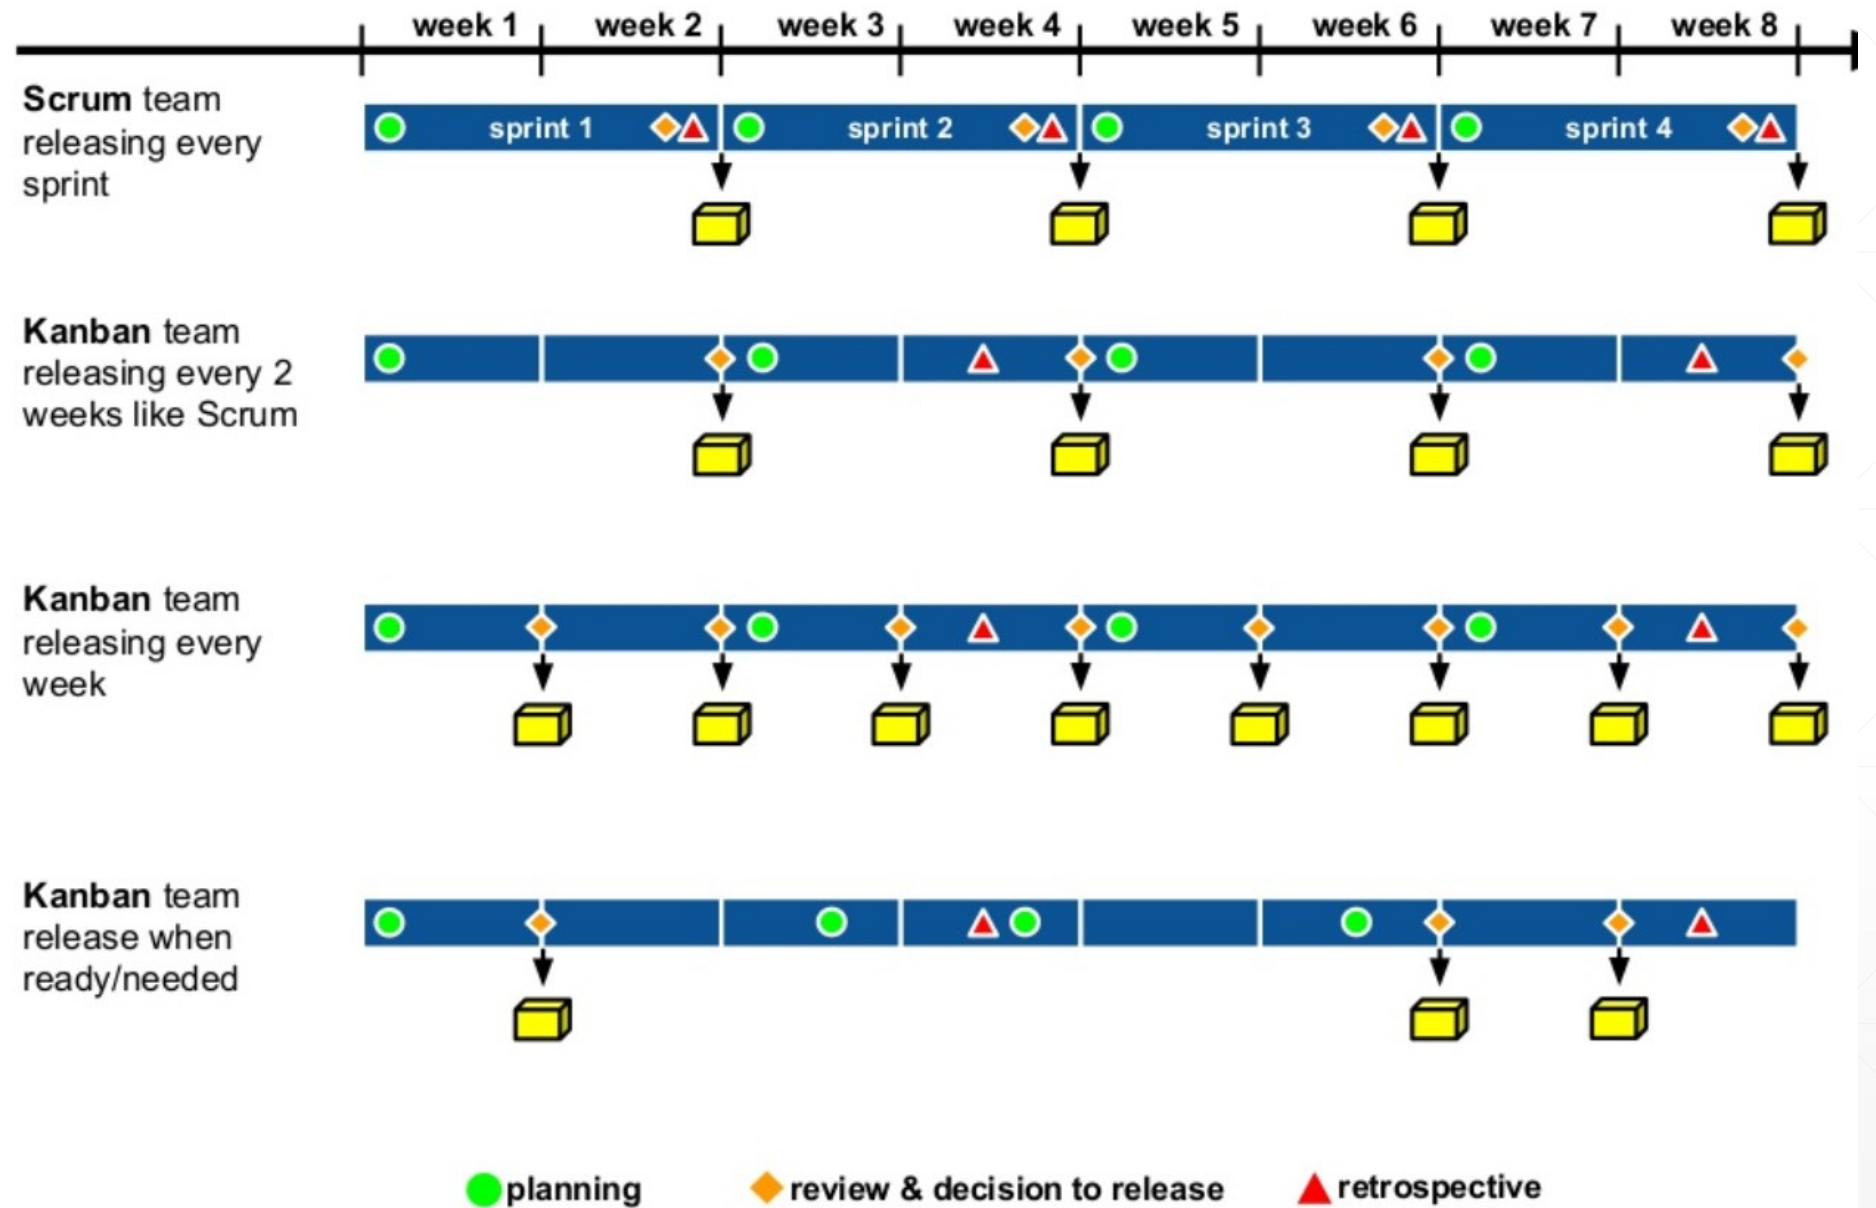 week 1 week 2 week 3 week 4 week 5 week 6 week 7 week 8
Scrum team
releasing every
sprint
sprint 1 sprint 2 sprint 3 sprint 4
Kanban team
releasing every 2
weeks like Scrum
Kanban team
releasing every
week
Kanban team
release when
ready/needed
planning review & decision to release retrospective